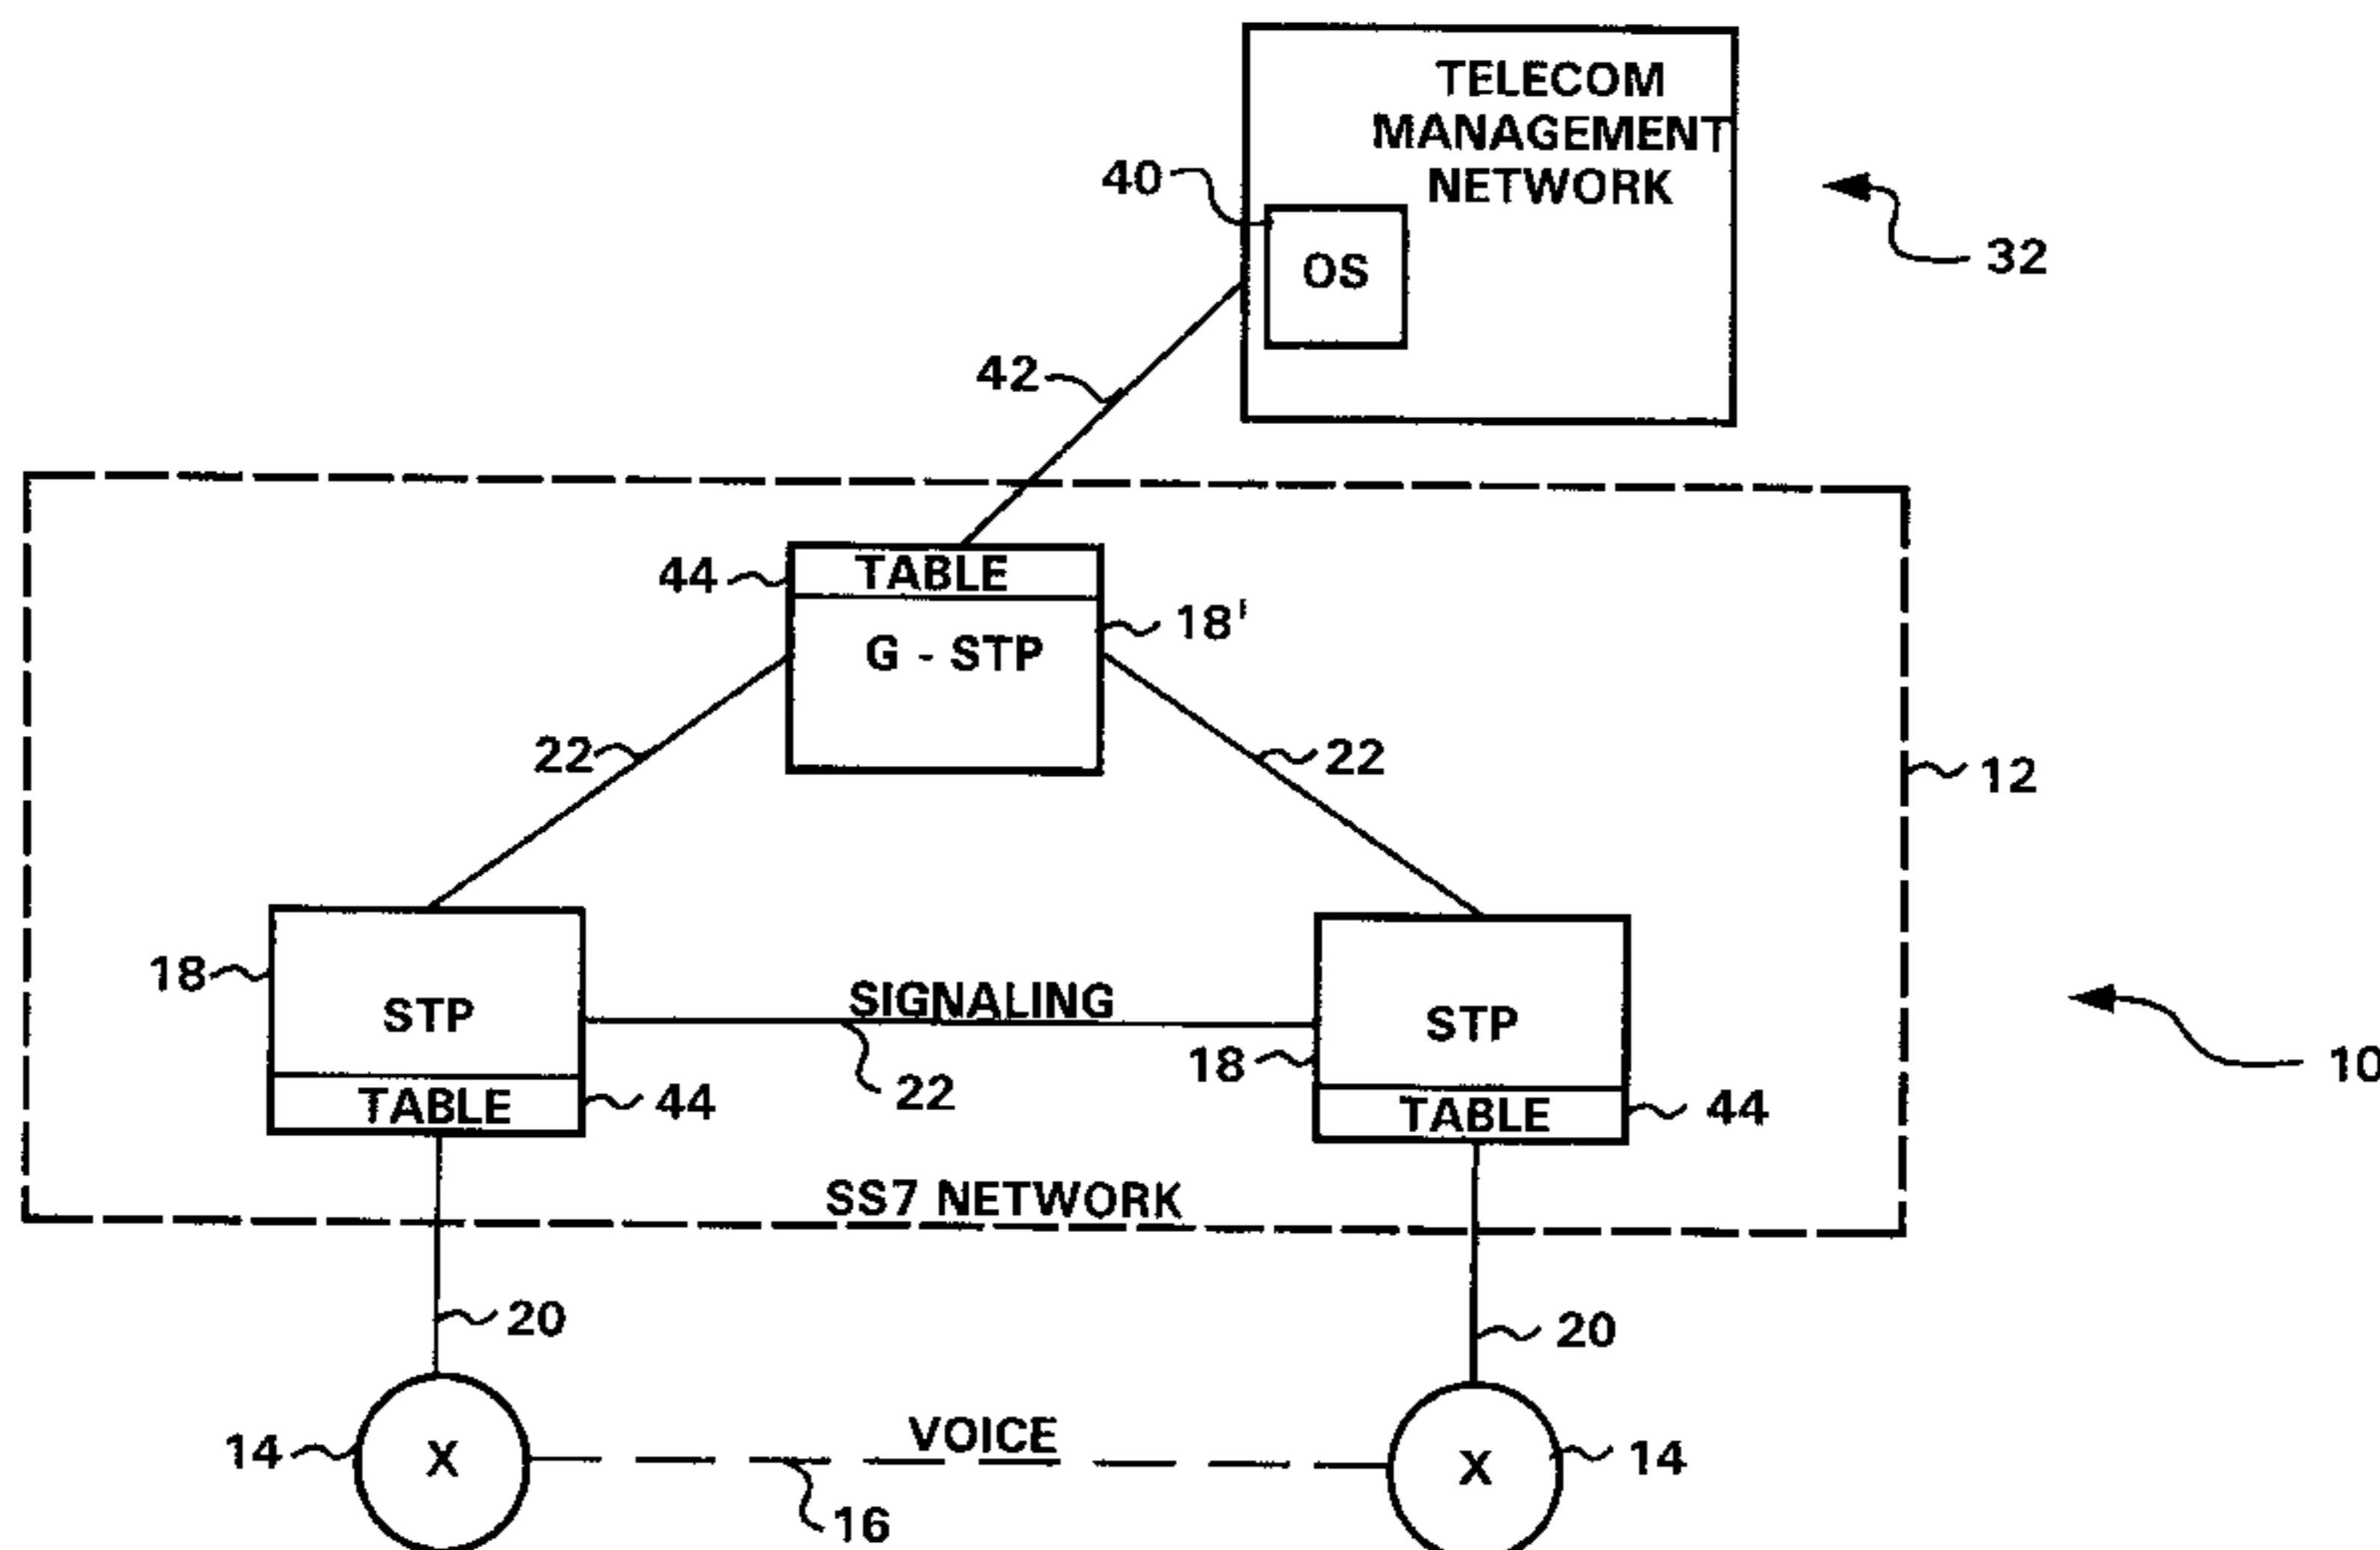 TELECOM
MANAGEMENT
NETWORK
40
OS
32
42
TABLE
44
18'
G - STP
22
22
12
18
STP
SIGNALING
STP
18
10
22
TABLE
44
TABLE
44
SS7 NETWORK
20
20
14
X
VOICE
X
14
16